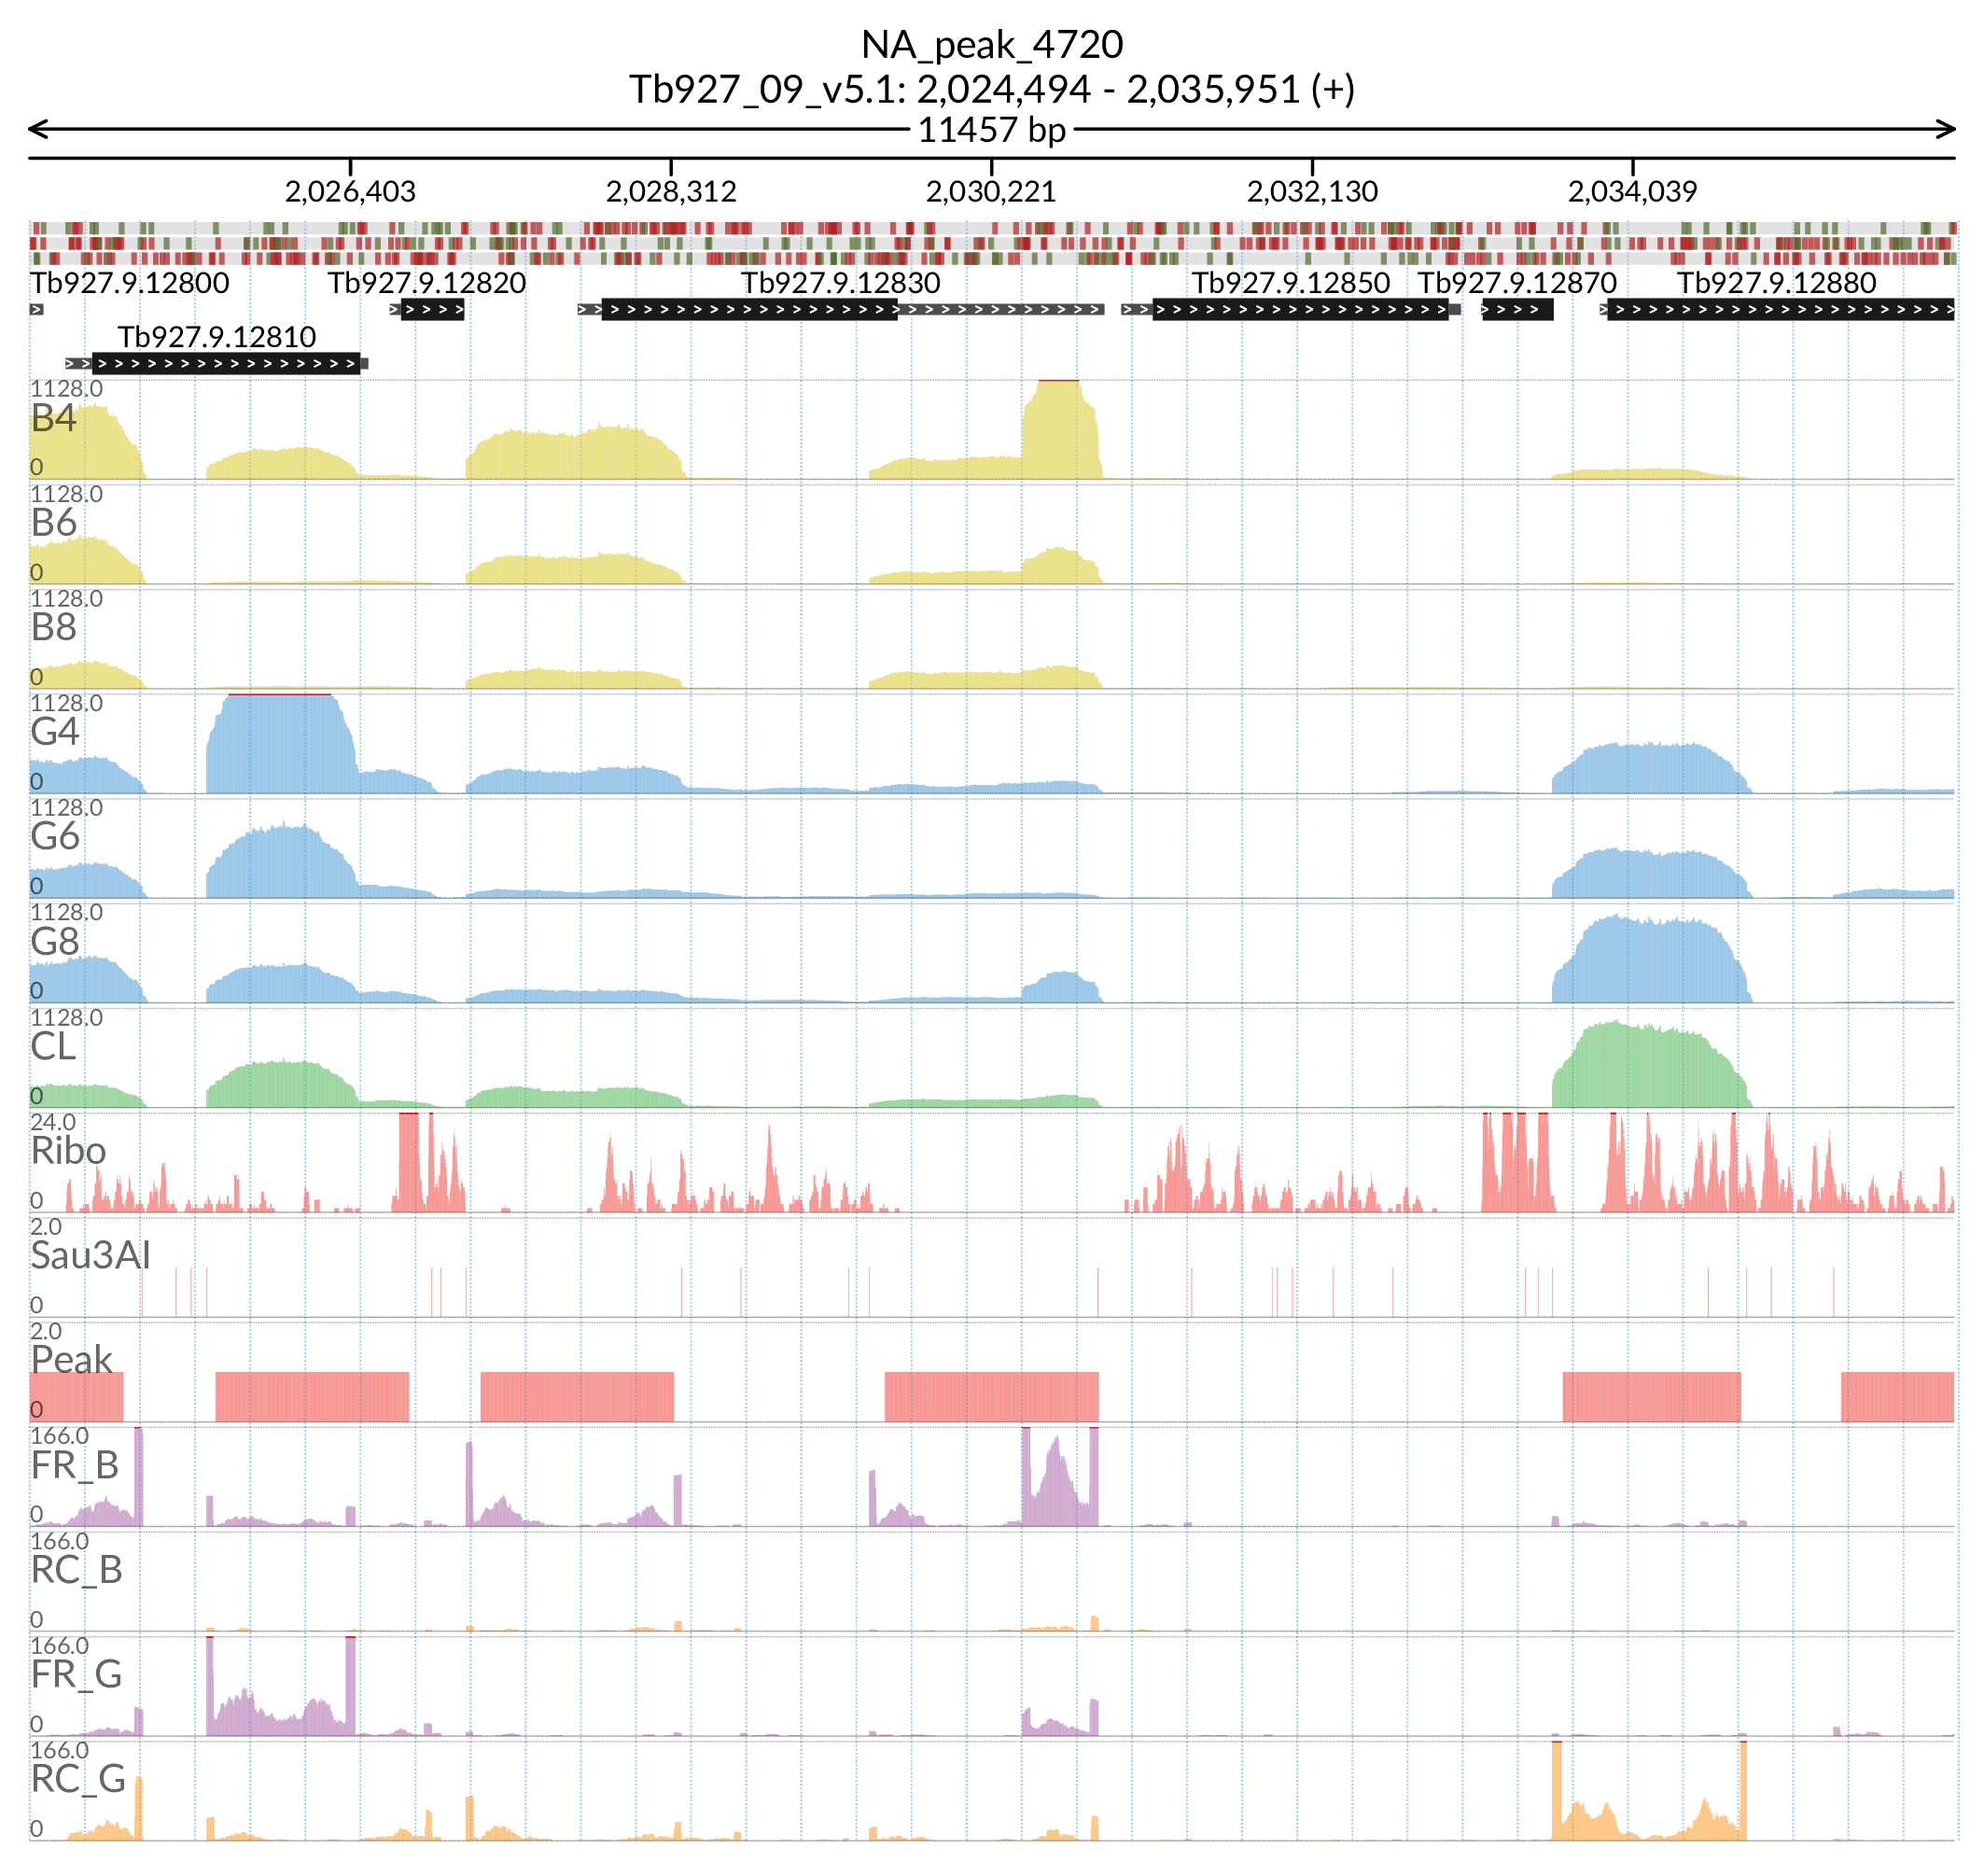 NA_peak_4720
Tb927_09_v5.1: 2,024,494 - 2,035,951 (+)
11457 bp
2,026,403 2,028,312 2,030,221 2,032,130 2,034,039
Tb927.9.12800 Tb927.9.12820 Tb927.9.12830 Tb927.9.12850 Tb927.9.12870 Tb927.9.12880
Tb927.9.12810
1128.0
B4
0
1128.0
B6
0
1128.0
B8
0
1128.0
G4
0
1128.0
G6
0
1128.0
G8
0
1128.0
CL
0
24.0
Ribo
0
2.0
Sau3AI
0
2.0
Peak
0
166.0
FR_B
0
166.0
RC_B
0
166.0
FR_G
0
166.0
RC_G
0